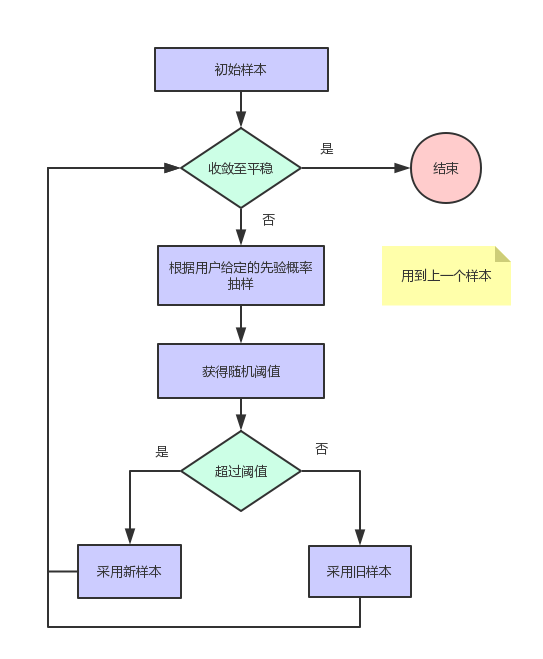 初始样本
是
收敛至平稳
结束
否
根据用户给定的先验概率
抽样
用到上一个样本
获得随机阈值
是
否
超过阈值
采用新样本
采用旧样本